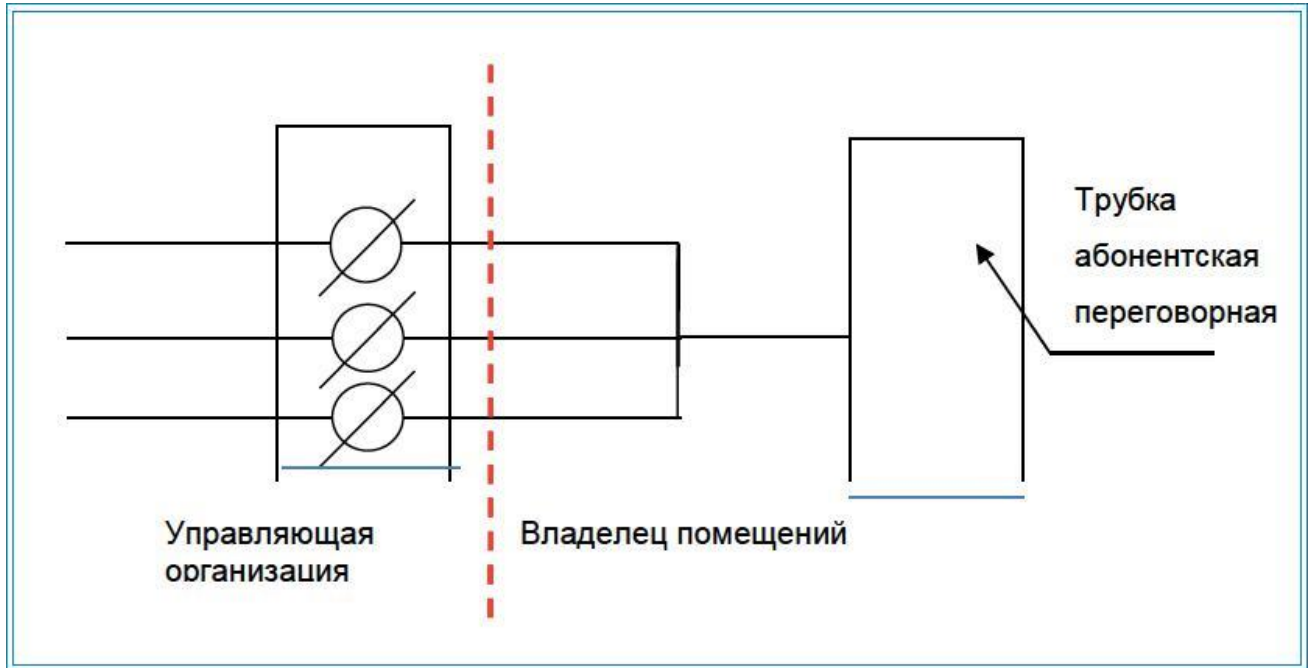 Трубка
абонентская
переговорная
Управляющая
организация
Владелец помещений